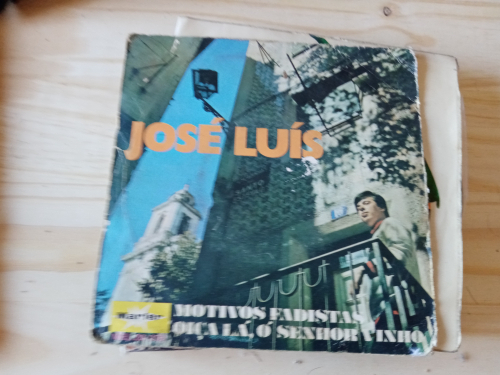 JOSÉ LUÍS
MOTIVOS FADISTAS
OIÇA LÁ, Ó SENHOR VINHO